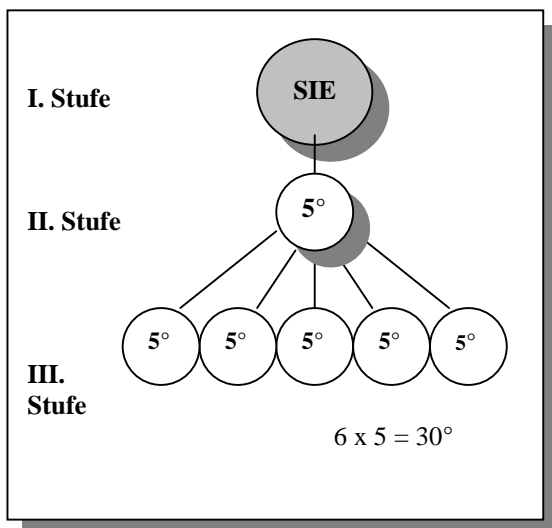 SIE
I. Stufe
5°
II. Stufe
5° 5° 5° 5° 5°
III.
Stufe
6 x 5 = 30°